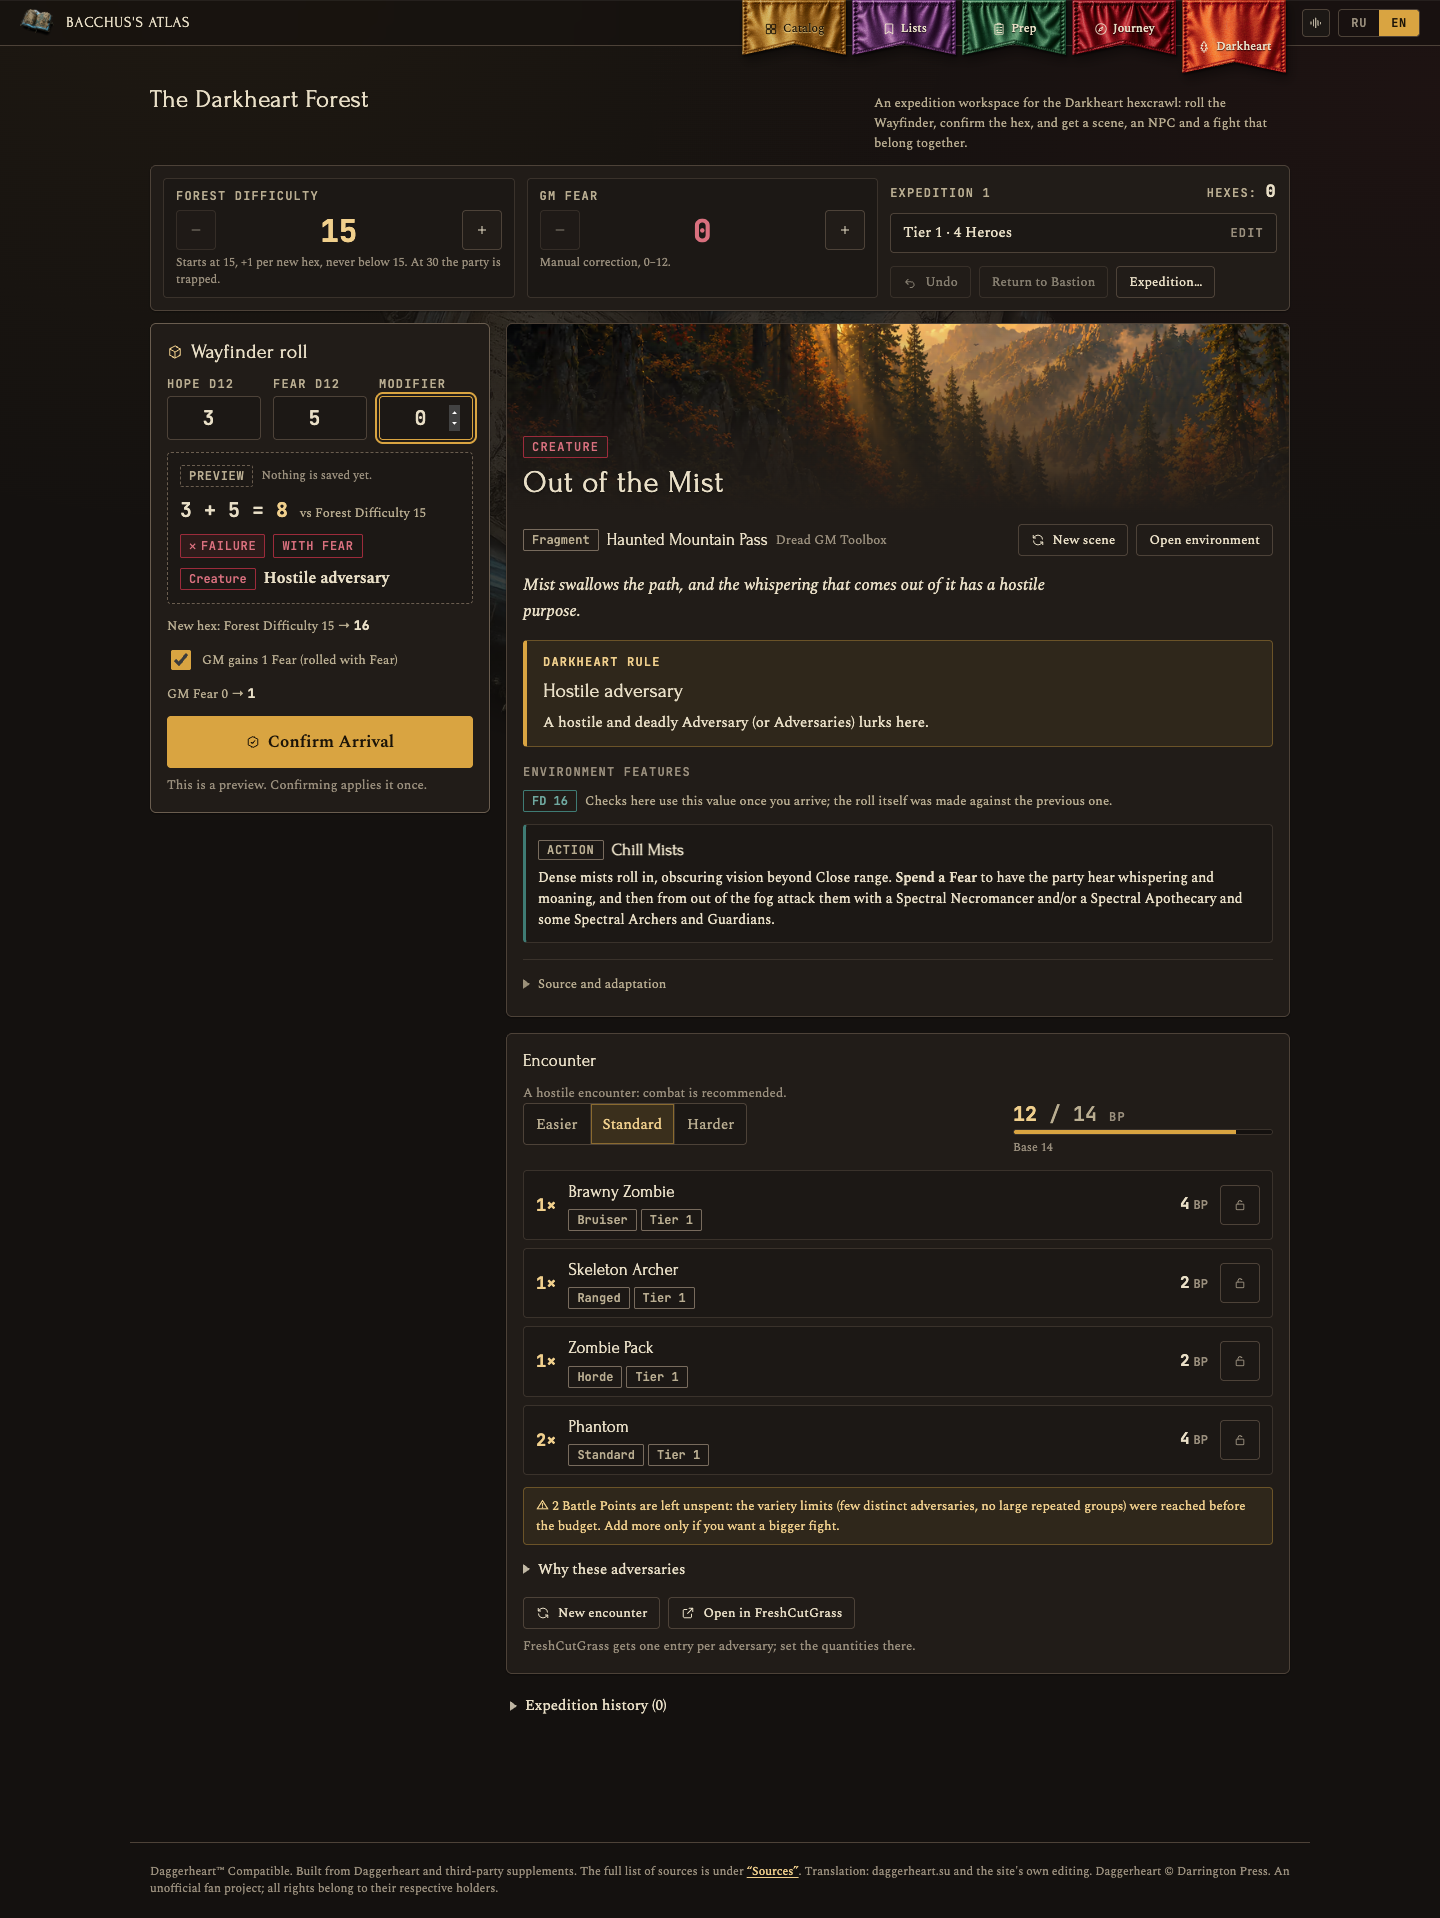 BACCHUS'S ATLAS
Catalog
Lists
Prep
Journey
Darkheart
RU
EN
The Darkheart Forest
An expedition workspace for the Darkheart hexcrawl: roll the
Wayfinder, confirm the hex, and get a scene, an NPC and a fight that
belong together.
FOREST DIFFICULTY
− 15 +
Starts at 15, +1 per new hex, never below 15. At 30 the party is
trapped.
GM FEAR
− 0 +
Manual correction, 0–12.
EXPEDITION 1
HEXES: 0
Tier 1 · 4 Heroes
EDIT
Undo
Return to Bastion
Expedition…
Wayfinder roll
HOPE D12
FEAR D12
MODIFIER
3
5
0
PREVIEW Nothing is saved yet.
3 + 5 = 8 vs Forest Difficulty 15
× FAILURE
WITH FEAR
Creature Hostile adversary
New hex: Forest Difficulty 15 → 16
GM gains 1 Fear (rolled with Fear)
GM Fear 0 → 1
Confirm Arrival
This is a preview. Confirming applies it once.
CREATURE
Out of the Mist
Fragment Haunted Mountain Pass Dread GM Toolbox
New scene
Open environment
Mist swallows the path, and the whispering that comes out of it has a hostile
purpose.
DARKHEART RULE
Hostile adversary
A hostile and deadly Adversary (or Adversaries) lurks here.
ENVIRONMENT FEATURES
FD 16 Checks here use this value once you arrive; the roll itself was made against the previous one.
ACTION Chill Mists
Dense mists roll in, obscuring vision beyond Close range. Spend a Fear to have the party hear whispering and
moaning, and then from out of the fog attack them with a Spectral Necromancer and/or a Spectral Apothecary and
some Spectral Archers and Guardians.
Source and adaptation
Encounter
A hostile encounter: combat is recommended.
Easier
Standard
Harder
12 / 14 BP
Base 14
1× Brawny Zombie
Bruiser Tier 1
4 BP
1× Skeleton Archer
Ranged Tier 1
2 BP
1× Zombie Pack
Horde Tier 1
2 BP
2× Phantom
Standard Tier 1
4 BP
⚠ 2 Battle Points are left unspent: the variety limits (few distinct adversaries, no large repeated groups) were reached before
the budget. Add more only if you want a bigger fight.
Why these adversaries
New encounter
Open in FreshCutGrass
FreshCutGrass gets one entry per adversary; set the quantities there.
Expedition history (0)
Daggerheart™ Compatible. Built from Daggerheart and third-party supplements. The full list of sources is under “Sources”. Translation: daggerheart.su and the site's own editing. Daggerheart © Darrington Press. An
unofficial fan project; all rights belong to their respective holders.